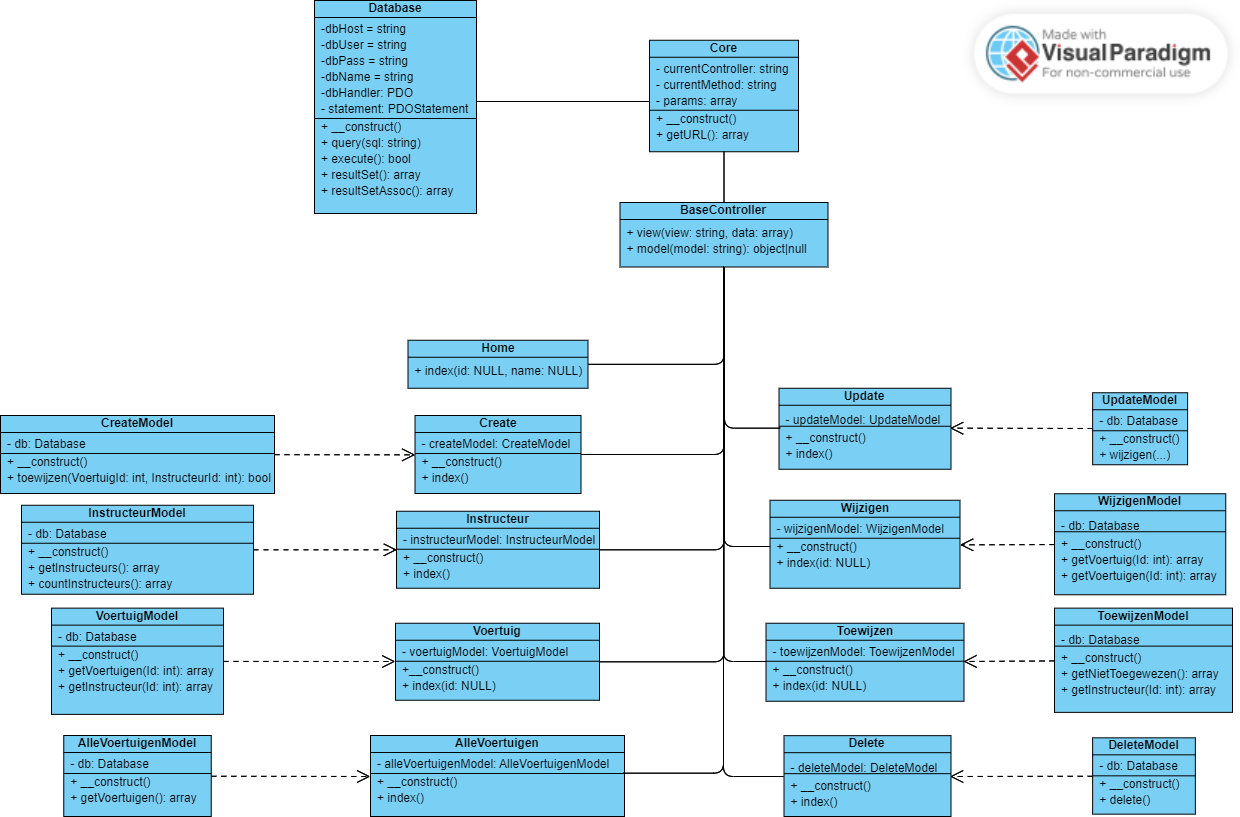 Database
-dbHost = string
-dbUser = string
-dbPass = string
-dbName = string
-dbHandler: PDO
- statement: PDOStatement
+ __construct()
+ query(sql: string)
+ execute(): bool
+ resultSet(): array
+ resultSetAssoc(): array
Core
- currentController: string
- currentMethod: string
- params: array
+ __construct()
+ getURL(): array
Made with
Visual Paradigm
For non-commercial use
BaseController
+ view(view: string, data: array)
+ model(model: string): object|null
Home
+ index(id: NULL, name: NULL)
CreateModel
- db: Database
+ __construct()
+ toewijzen(VoertuigId: int, InstructeurId: int): bool
Create
- createModel: CreateModel
+ __construct()
+ index()
Update
- updateModel: UpdateModel
+ __construct()
+ index()
UpdateModel
- db: Database
+ __construct()
+ wijzigen(...)
InstructeurModel
- db: Database
+ __construct()
+ getInstructeurs(): array
+ countInstructeurs(): array
Instructeur
- instructeurModel: InstructeurModel
+ __construct()
+ index()
Wijzigen
- wijzigenModel: WijzigenModel
+ __construct()
+ index(id: NULL)
WijzigenModel
- db: Database
+ __construct()
+ getVoertuig(Id: int): array
+ getVoertuigen(Id: int): array
VoertuigModel
- db: Database
+ __construct()
+ getVoertuigen(Id: int): array
+ getInstructeur(Id: int): array
Voertuig
- voertuigModel: VoertuigModel
+__construct()
+ index(id: NULL)
Toewijzen
- toewijzenModel: ToewijzenModel
+ __construct()
+ index(id: NULL)
ToewijzenModel
- db: Database
+ __construct()
+ getNietToegewezen(): array
+ getInstructeur(Id: int): array
AlleVoertuigenModel
- db: Database
+ __construct()
+ getVoertuigen(): array
AlleVoertuigen
- alleVoertuigenModel: AlleVoertuigenModel
+ __construct()
+ index()
Delete
- deleteModel: DeleteModel
+ __construct()
+ index()
DeleteModel
- db: Database
+ __construct()
+ delete()